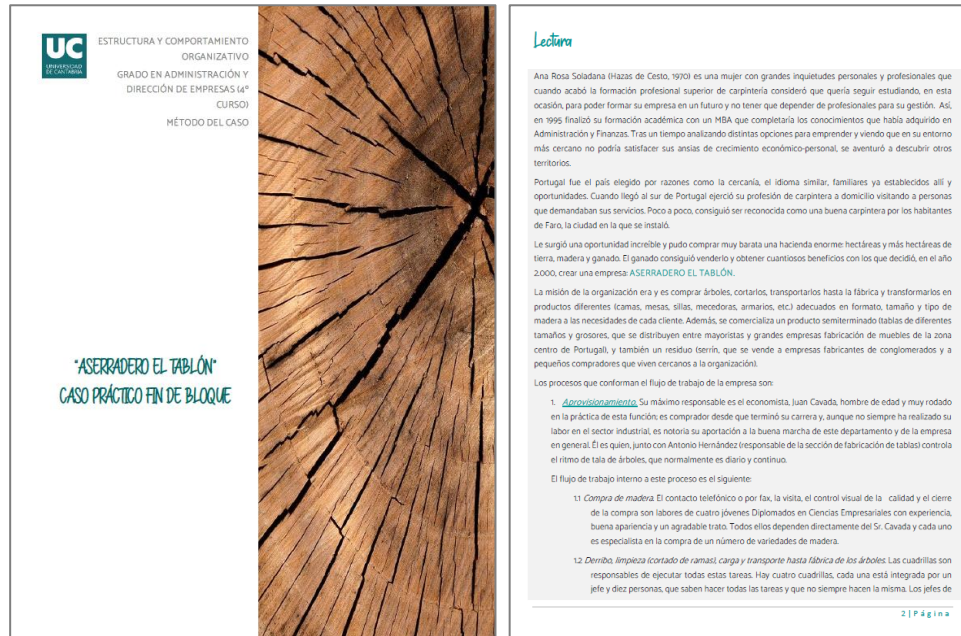 UC
UNIVERSIDAD
DE CANTABRIA
ESTRUCTURA Y COMPORTAMIENTO
ORGANIZATIVO
GRADO EN ADMINISTRACIÓN Y
DIRECCIÓN DE EMPRESAS (4º
CURSO)
MÉTODO DEL CASO
"ASERRADERO EL TABLÓN"
CASO PRÁCTICO FIN DE BLOQUE
Lectura
Ana Rosa Soladana (Hazas de Cesto, 1970) es una mujer con grandes inquietudes personales y profesionales que
cuando acabó la formación profesional superior de carpintería consideró que quería seguir estudiando, en esta
ocasión, para poder formar su empresa en un futuro y no tener que depender de profesionales para su gestión. Así,
en 1995 finalizó su formación académica con un MBA que completaría los conocimientos que había adquirido en
Administración y Finanzas. Tras un tiempo analizando distintas opciones para emprender y viendo que en su entorno
más cercano no podría satisfacer sus ansias de crecimiento económico-personal, se aventuró a descubrir otros
territorios.
Portugal fue el país elegido por razones como la cercanía, el idioma similar, familiares ya establecidos allí y
oportunidades. Cuando llegó al sur de Portugal ejerció su profesión de carpintera a domicilio visitando a personas
que demandaban sus servicios. Poco a poco, consiguió ser reconocida como una buena carpintera por los habitantes
de Faro, la ciudad en la que se instaló.
Le surgió una oportunidad increíble y pudo comprar muy barata una hacienda enorme: hectáreas y más hectáreas de
tierra, madera y ganado. El ganado consiguió venderlo y obtener cuantiosos beneficios con los que decidió, en el año
2.000, crear una empresa: ASERRADERO EL TABLÓN.
La misión de la organización era y es comprar árboles, cortarlos, transportarlos hasta la fábrica y transformarlos en
productos diferentes (camas, mesas, sillas, mecedoras, armarios, etc.) adecuados en formato, tamaño y tipo de
madera a las necesidades de cada cliente. Además, se comercializa un producto semiterminado (tablas de diferentes
tamaños y grosores, que se distribuyen entre mayoristas y grandes empresas fabricación de muebles de la zona
centro de Portugal), y también un residuo (serrín, que se vende a empresas fabricantes de conglomerados y a
pequeños compradores que viven cercanos a la organización).
Los procesos que conforman el flujo de trabajo de la empresa son:
1. Aprovisionamiento. Su máximo responsable es el economista, Juan Cavada, hombre de edad y muy rodado
en la práctica de esta función; es comprador desde que terminó su carrera y, aunque no siempre ha realizado su
labor en el sector industrial, es notoria su aportación a la buena marcha de este departamento y de la empresa
en general. Él es quien, junto con Antonio Hernández (responsable de la sección de fabricación de tablas) controla
el ritmo de tala de árboles, que normalmente es diario y continuo.
El flujo de trabajo interno a este proceso es el siguiente:
1.1 Compra de madera. El contacto telefónico o por fax, la visita, el control visual de la calidad y el cierre
de la compra son labores de cuatro jóvenes Diplomados en Ciencias Empresariales con experiencia,
buena apariencia y un agradable trato. Todos ellos dependen directamente del Sr. Cavada y cada uno
es especialista en la compra de un número de variedades de madera.
1.2 Derribo, limpieza (cortado de ramas), carga y transporte hasta fábrica de los árboles. Las cuadrillas son
responsables de ejecutar todas estas tareas. Hay cuatro cuadrillas, cada una está integrada por un
jefe y diez personas, que saben hacer todas las tareas y que no siempre hacen la misma. Los jefes de
2 | Página